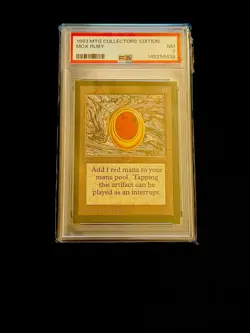 1993 MTG COLLECTORS EDITION
MOX RUBY
NM
7
Add 1 red mana to your
mana pool. Tapping
this artifact can be
played as an interrupt.